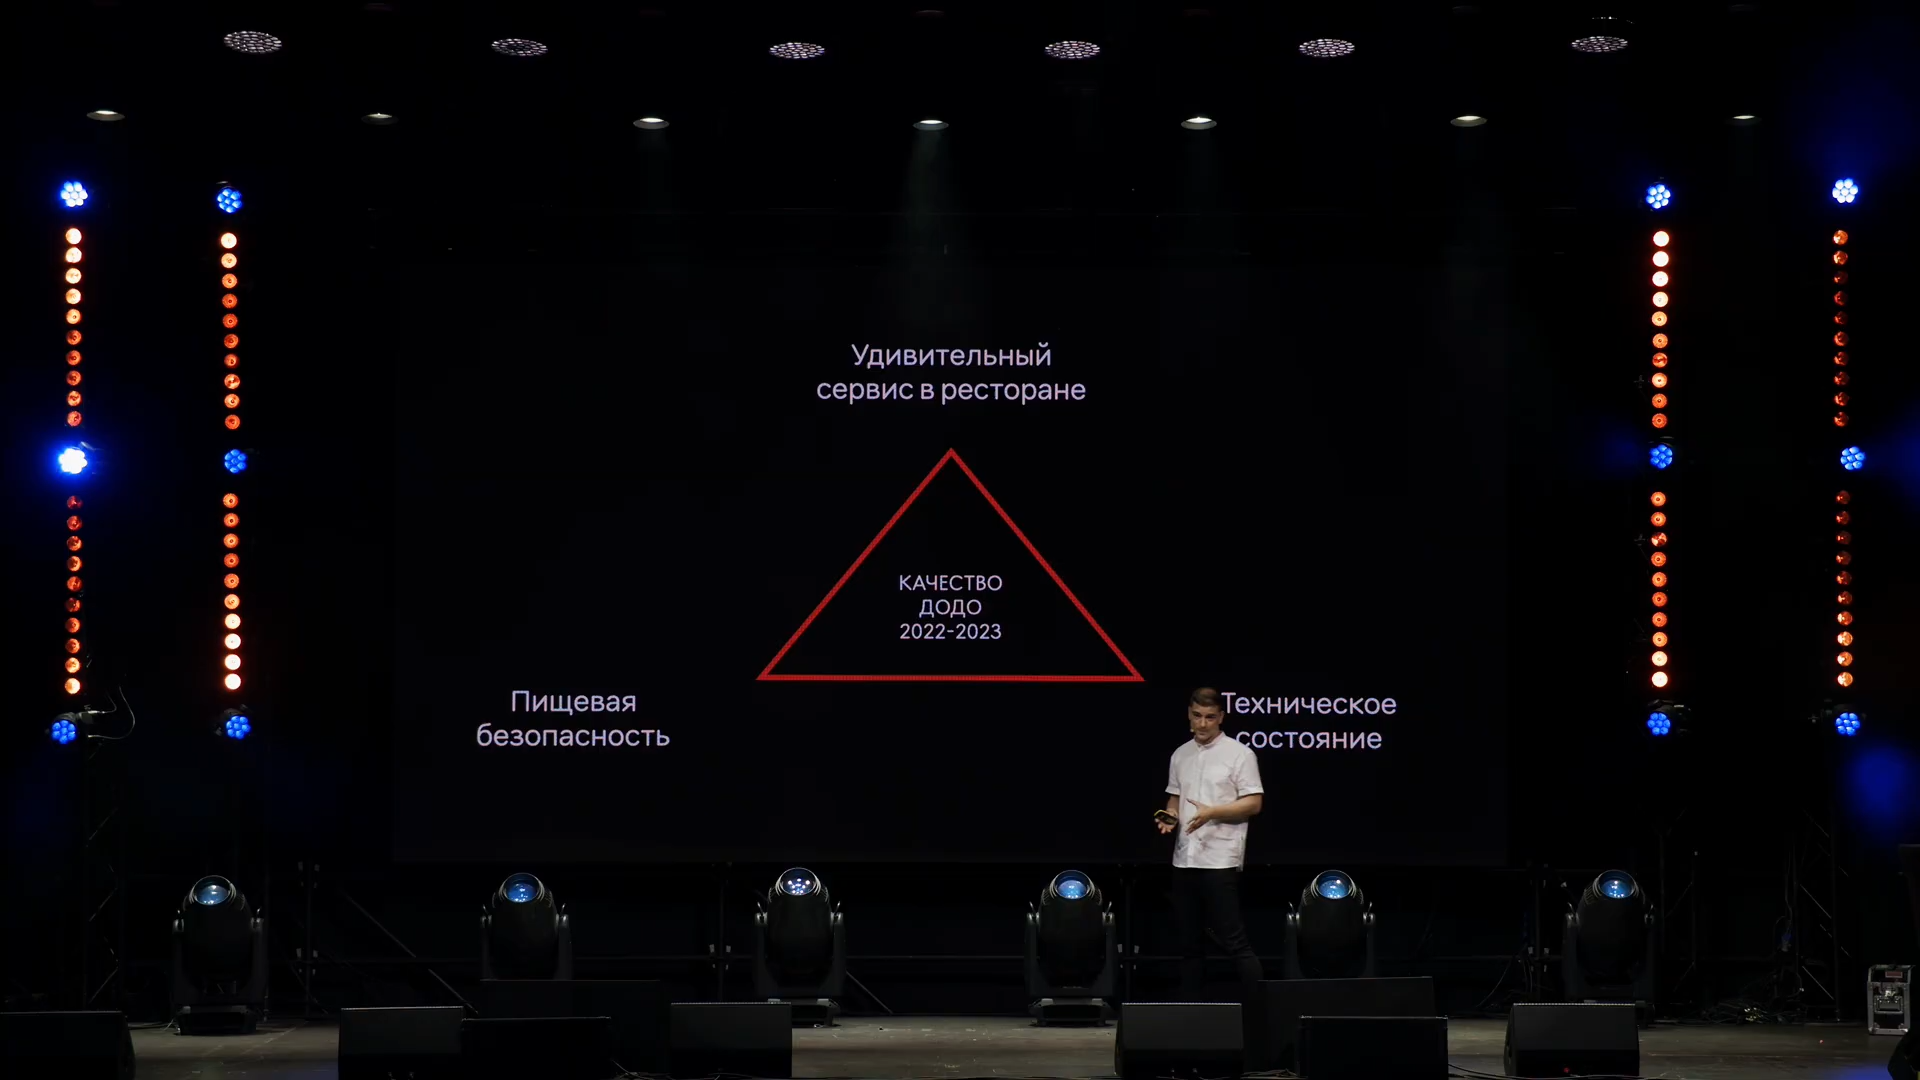 Удивительный
сервис в ресторане
КАЧЕСТВО
ДОДО
2022-2023
Пищевая
безопасность
Техническое
состояние